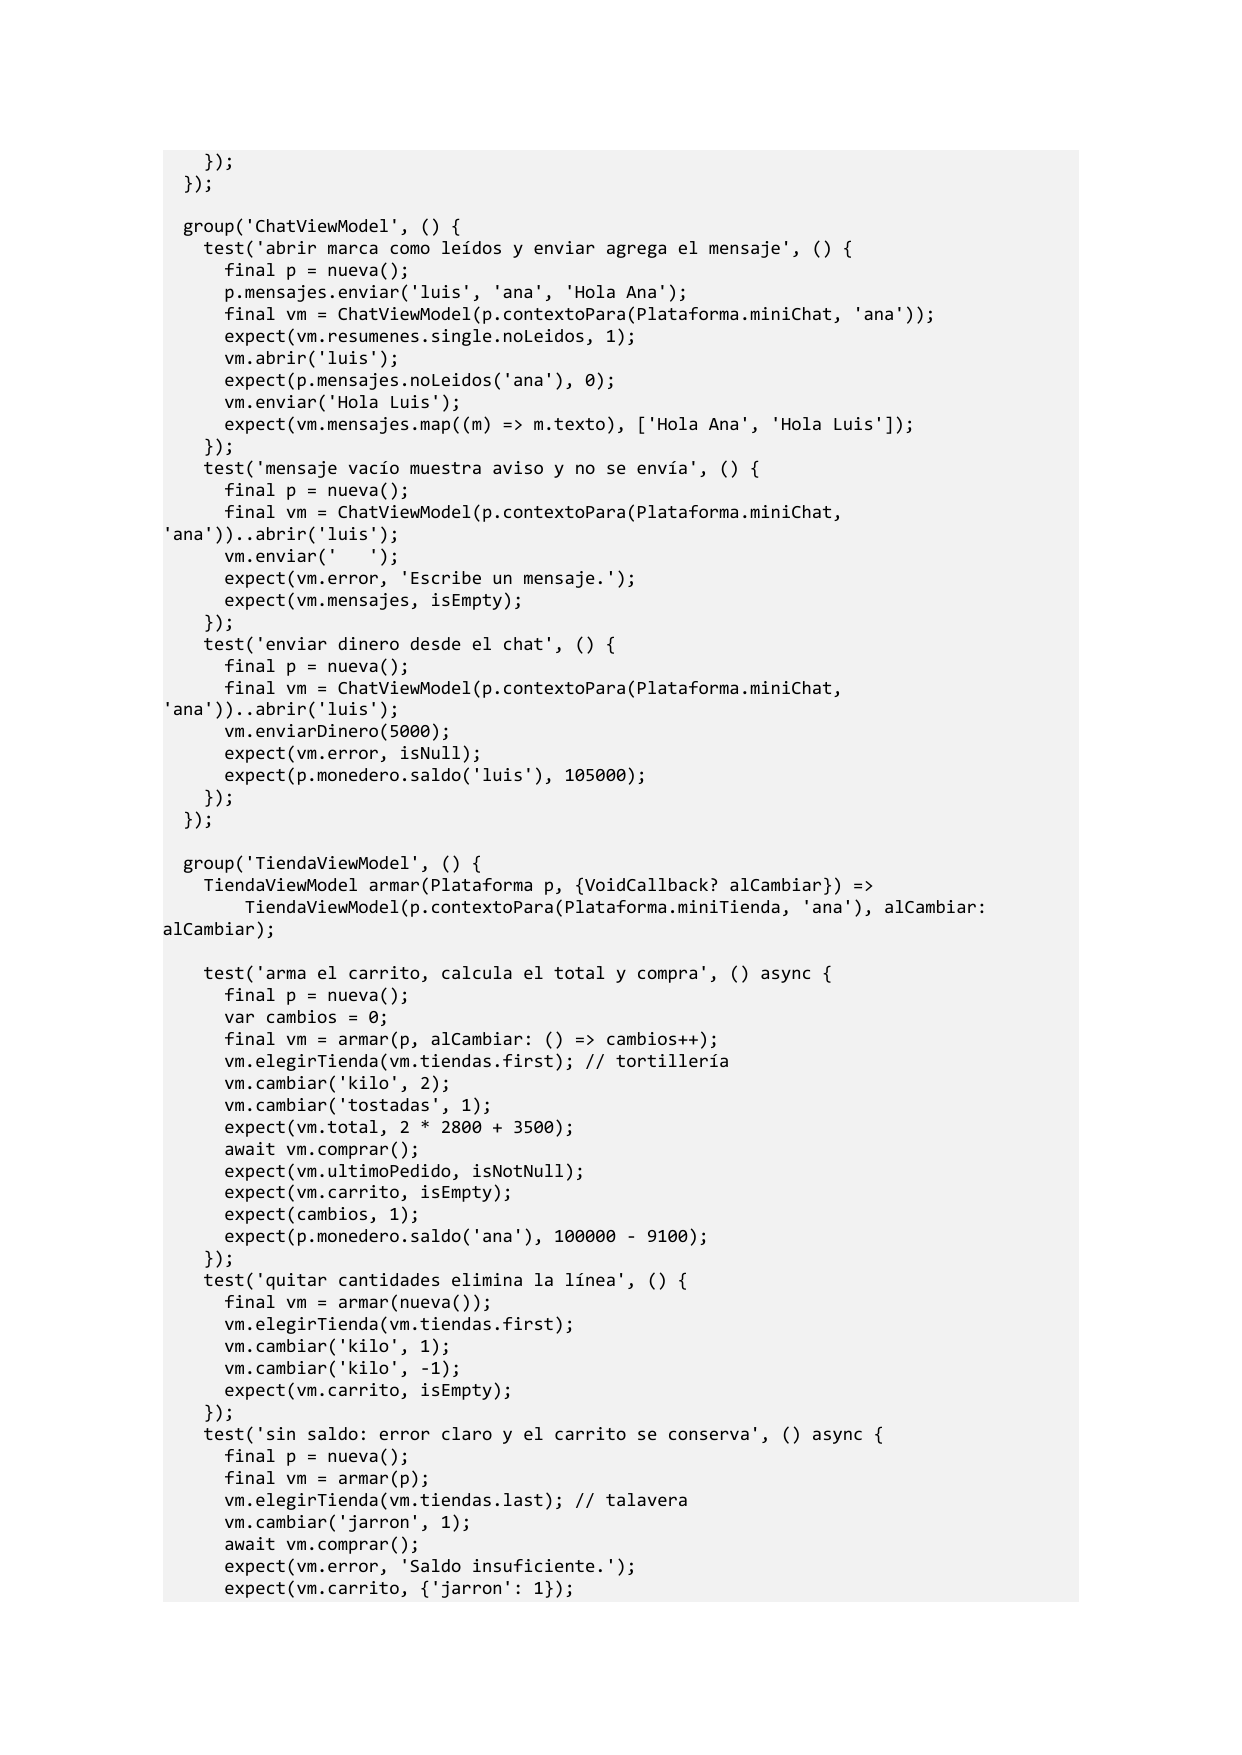 });
  });

  group('ChatViewModel', () {
    test('abrir marca como leídos y enviar agrega el mensaje', () {
      final p = nueva();
      p.mensajes.enviar('luis', 'ana', 'Hola Ana');
      final vm = ChatViewModel(p.contextoPara(Plataforma.miniChat, 'ana'));
      expect(vm.resumenes.single.noLeidos, 1);
      vm.abrir('luis');
      expect(p.mensajes.noLeidos('ana'), 0);
      vm.enviar('Hola Luis');
      expect(vm.mensajes.map((m) => m.texto), ['Hola Ana', 'Hola Luis']);
    });
    test('mensaje vacío muestra aviso y no se envía', () {
      final p = nueva();
      final vm = ChatViewModel(p.contextoPara(Plataforma.miniChat,
'ana'))..abrir('luis');
      vm.enviar('   ');
      expect(vm.error, 'Escribe un mensaje.');
      expect(vm.mensajes, isEmpty);
    });
    test('enviar dinero desde el chat', () {
      final p = nueva();
      final vm = ChatViewModel(p.contextoPara(Plataforma.miniChat,
'ana'))..abrir('luis');
      vm.enviarDinero(5000);
      expect(vm.error, isNull);
      expect(p.monedero.saldo('luis'), 105000);
    });
  });

  group('TiendaViewModel', () {
    TiendaViewModel armar(Plataforma p, {VoidCallback? alCambiar}) =>
        TiendaViewModel(p.contextoPara(Plataforma.miniTienda, 'ana'), alCambiar:
alCambiar);

    test('arma el carrito, calcula el total y compra', () async {
      final p = nueva();
      var cambios = 0;
      final vm = armar(p, alCambiar: () => cambios++);
      vm.elegirTienda(vm.tiendas.first); // tortillería
      vm.cambiar('kilo', 2);
      vm.cambiar('tostadas', 1);
      expect(vm.total, 2 * 2800 + 3500);
      await vm.comprar();
      expect(vm.ultimoPedido, isNotNull);
      expect(vm.carrito, isEmpty);
      expect(cambios, 1);
      expect(p.monedero.saldo('ana'), 100000 - 9100);
    });
    test('quitar cantidades elimina la línea', () {
      final vm = armar(nueva());
      vm.elegirTienda(vm.tiendas.first);
      vm.cambiar('kilo', 1);
      vm.cambiar('kilo', -1);
      expect(vm.carrito, isEmpty);
    });
    test('sin saldo: error claro y el carrito se conserva', () async {
      final p = nueva();
      final vm = armar(p);
      vm.elegirTienda(vm.tiendas.last); // talavera
      vm.cambiar('jarron', 1);
      await vm.comprar();
      expect(vm.error, 'Saldo insuficiente.');
      expect(vm.carrito, {'jarron': 1});